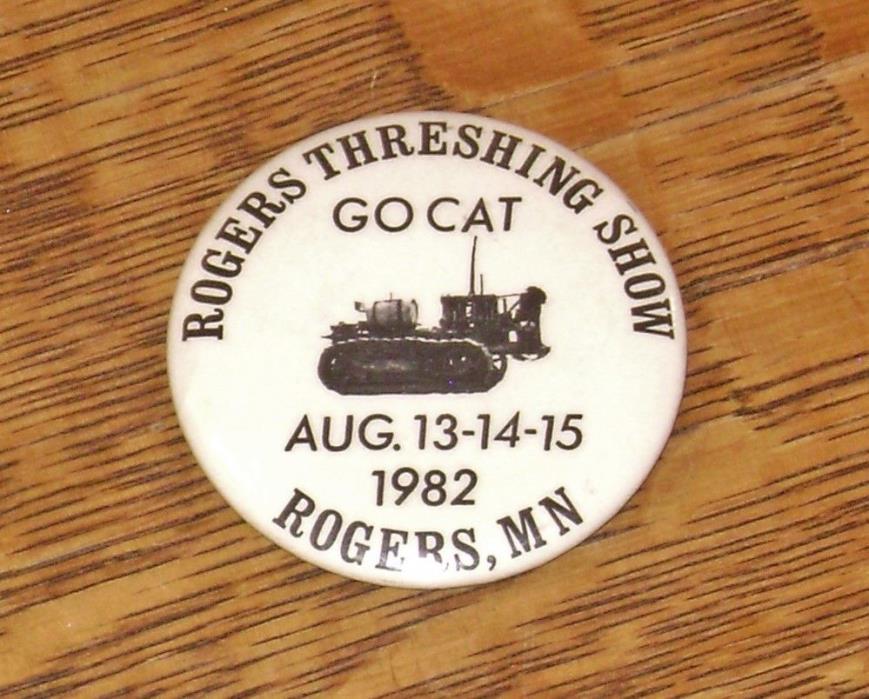 ROGERS THRESHING SHOW
GO CAT
AUG. 13-14-15
1982
ROGERS, MN